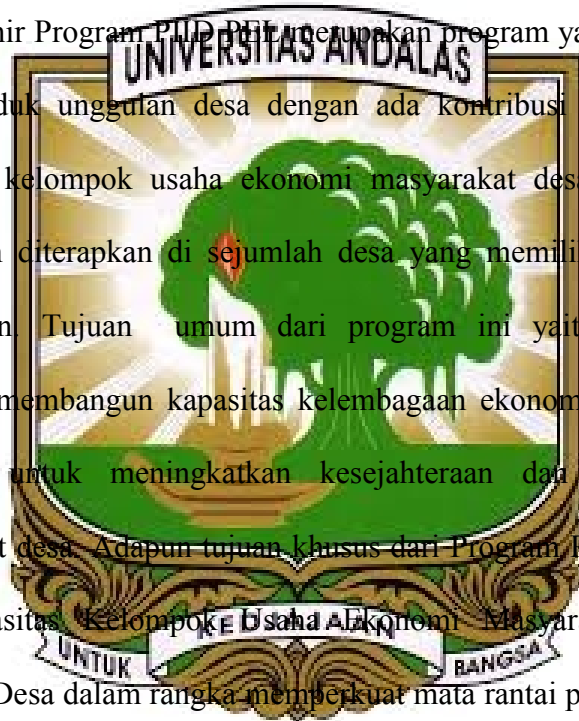 hir Program PIID-PEL merupakan program ya
UNIVERSITAS ANDALAS
duk unggulan desa dengan ada kontribusi
kelompok usaha ekonomi masyarakat desa
diterapkan di sejumlah desa yang memili
n. Tujuan umum dari program ini yait
membangun kapasitas kelembagaan ekonom
untuk meningkatkan kesejahteraan dan
t desa. Adapun tujuan khusus dari Program
asitas Kelompok Usaha Ekonomi Masyar
KEDJAJAAN
UNTUK BANGSA
Desa dalam rangka memperkuat mata rantai p